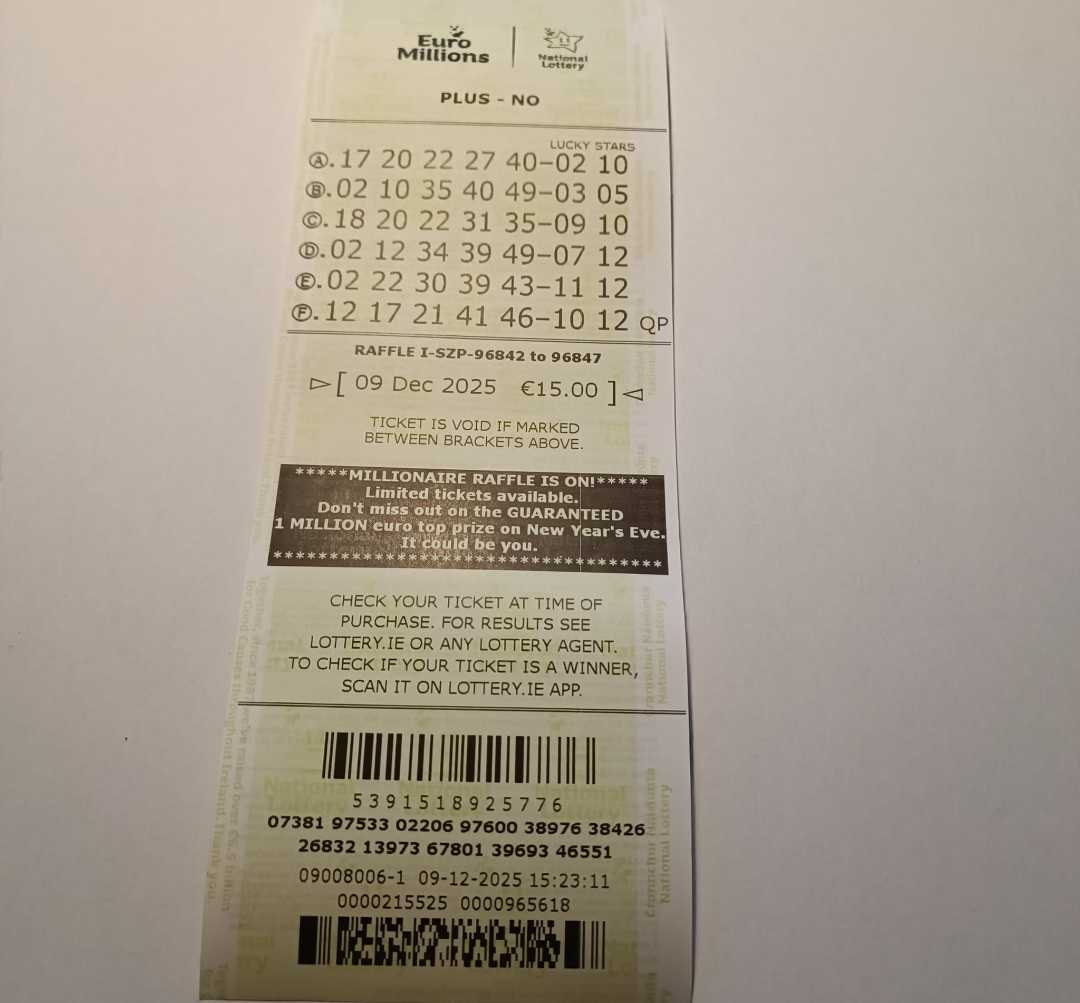 Euro
Millions
National
Lottery
PLUS - NO
LUCKY STARS
Ⓐ.17 20 22 27 40-02 10
Ⓑ.02 10 35 40 49-03 05
Ⓒ.18 20 22 31 35-09 10
Ⓓ.02 12 34 39 49-07 12
Ⓔ.02 22 30 39 43-11 12
Ⓕ.12 17 21 41 46-10 12 QP
RAFFLE I-SZP-96842 to 96847
[ 09 Dec 2025 €15.00 ]
TICKET IS VOID IF MARKED
BETWEEN BRACKETS ABOVE.
*****MILLIONAIRE RAFFLE IS ON!*****
Limited tickets available.
Don't miss out on the GUARANTEED
1 MILLION euro top prize on New Year's Eve.
It could be you.
***********************************
CHECK YOUR TICKET AT TIME OF
PURCHASE. FOR RESULTS SEE
LOTTERY.IE OR ANY LOTTERY AGENT.
TO CHECK IF YOUR TICKET IS A WINNER,
SCAN IT ON LOTTERY.IE APP.
5391518925776
07381 97533 02206 97600 38976 38426
26832 13973 67801 39693 46551
09008006-1 09-12-2025 15:23:11
0000215525 0000965618